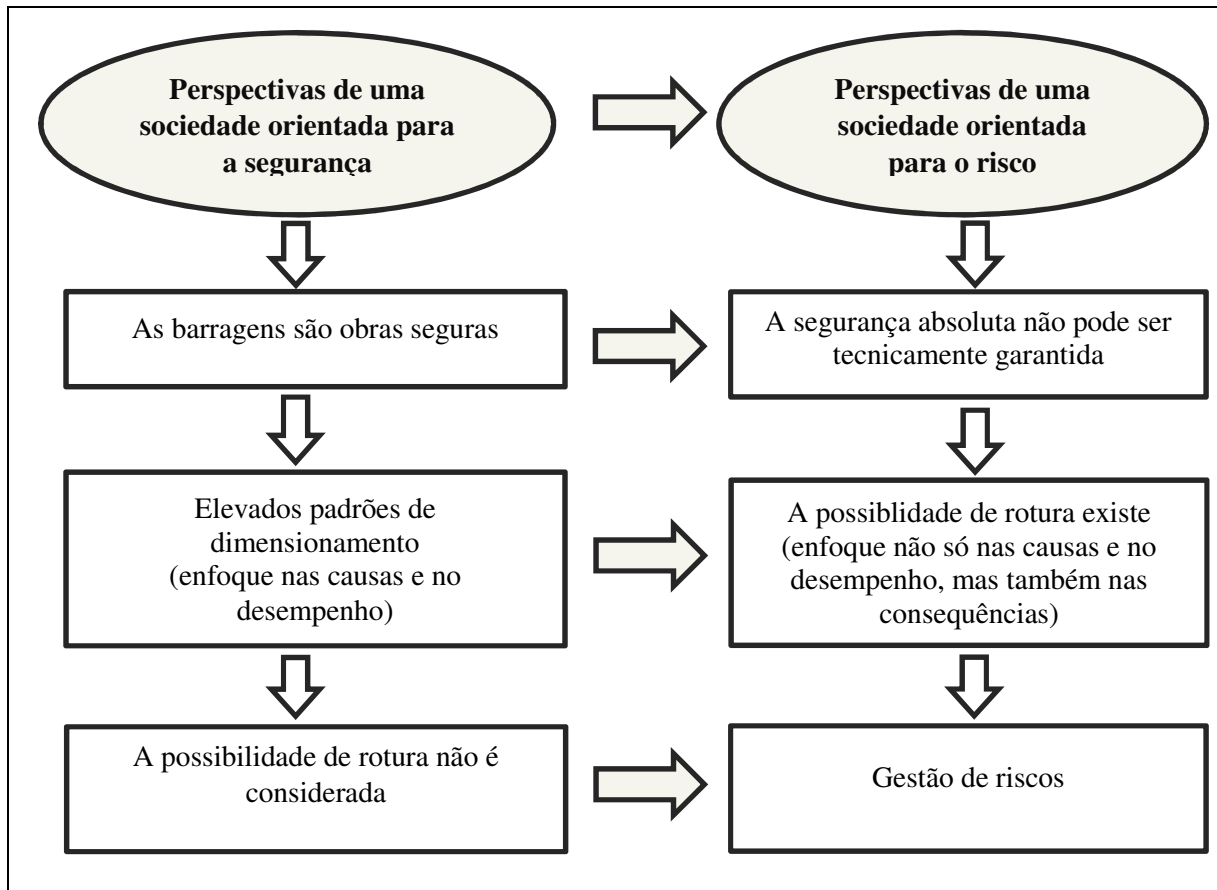 Perspectivas de uma
sociedade orientada para
a segurança
Perspectivas de uma
sociedade orientada
para o risco
As barragens são obras seguras
A segurança absoluta não pode ser
tecnicamente garantida
Elevados padrões de
dimensionamento
(enfoque nas causas e no
desempenho)
A possiblidade de rotura existe
(enfoque não só nas causas e no
desempenho, mas também nas
consequências)
A possibilidade de rotura não é
considerada
Gestão de riscos